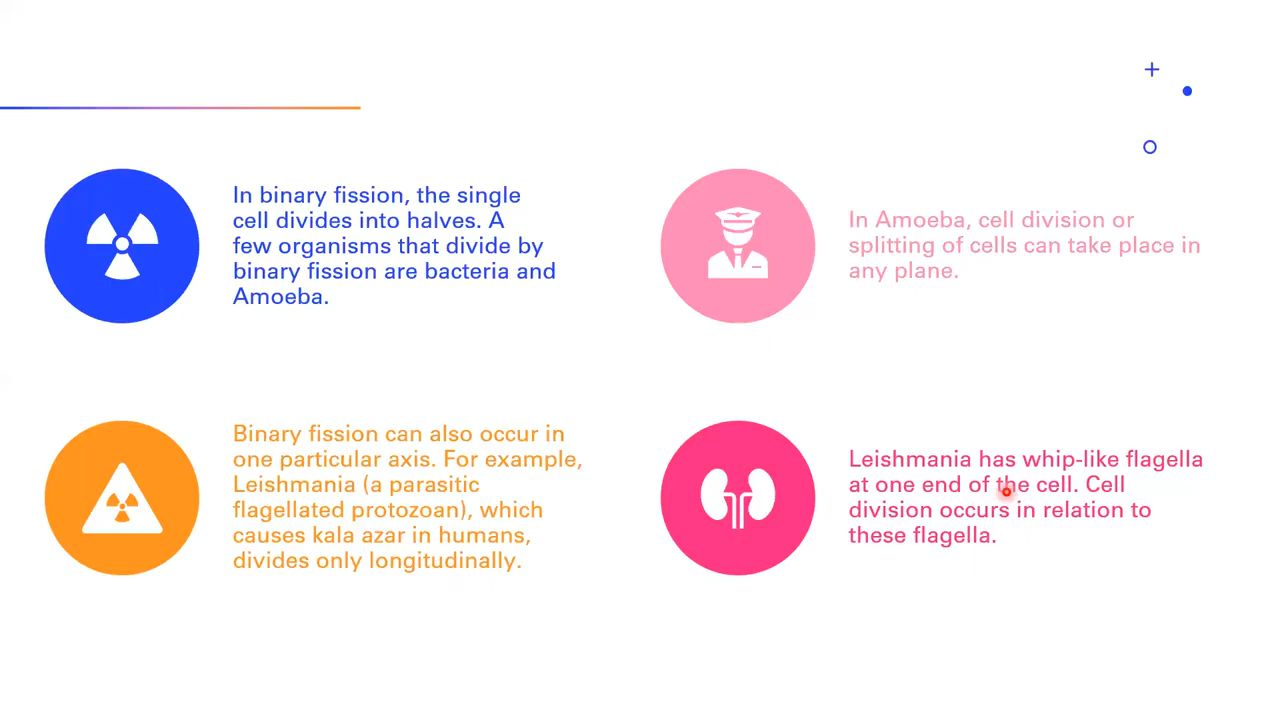 In binary fission, the single
cell divides into halves. A
few organisms that divide by
binary fission are bacteria and
Amoeba.
In Amoeba, cell division or
splitting of cells can take place in
any plane.
Binary fission can also occur in
one particular axis. For example,
Leishmania (a parasitic
flagellated protozoan), which
causes kala azar in humans,
divides only longitudinally.
Leishmania has whip-like flagella
at one end of the cell. Cell
division occurs in relation to
these flagella.